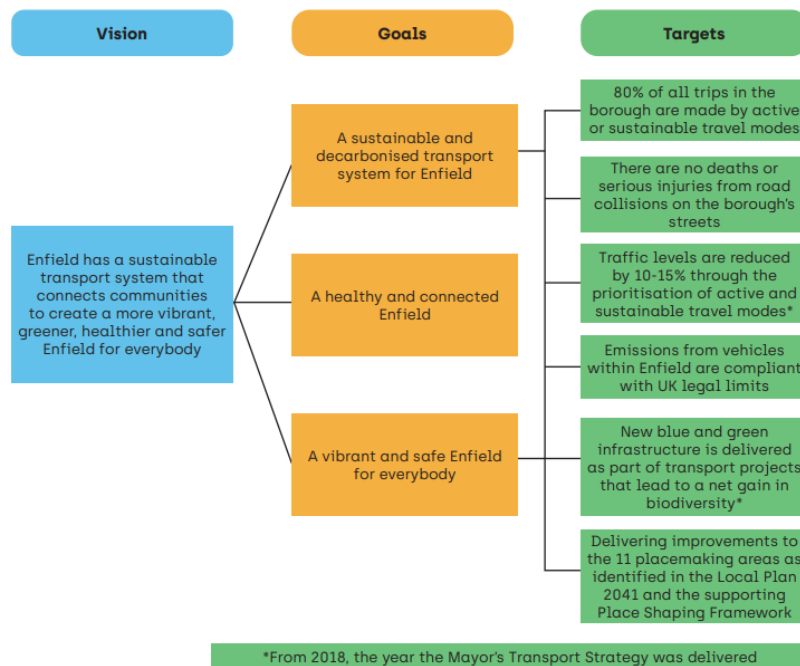 Vision
Goals
Targets
Enfield has a sustainable
transport system that
connects communities
to create a more vibrant,
greener, healthier and safer
Enfield for everybody
A sustainable and
decarbonised transport
system for Enfield
A healthy and connected
Enfield
A vibrant and safe Enfield
for everybody
80% of all trips in the
borough are made by active
or sustainable travel modes
There are no deaths or
serious injuries from road
collisions on the borough's
streets
Traffic levels are reduced
by 10-15% through the
prioritisation of active and
sustainable travel modes*
Emissions from vehicles
within Enfield are compliant
with UK legal limits
New blue and green
infrastructure is delivered
as part of transport projects
that lead to a net gain in
biodiversity*
Delivering improvements to
the 11 placemaking areas as
identified in the Local Plan
2041 and the supporting
Place Shaping Framework
*From 2018, the year the Mayor's Transport Strategy was delivered